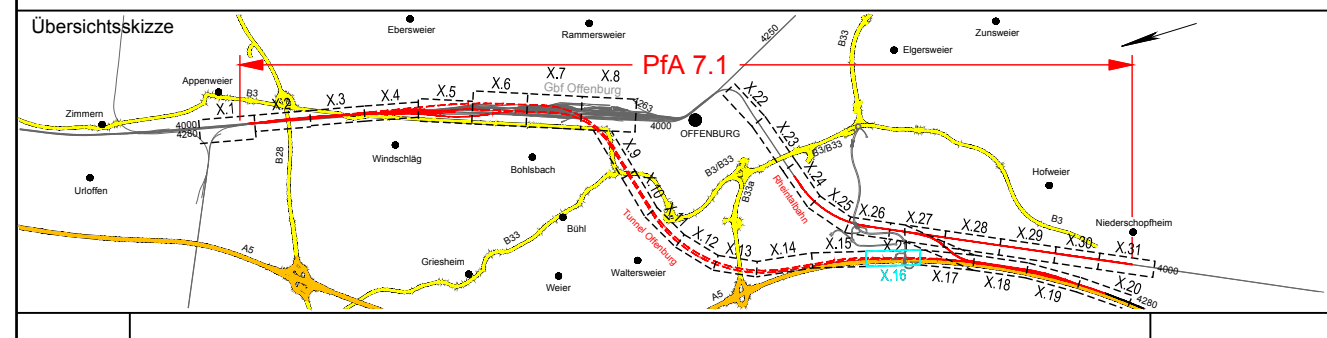 Übersichtsskizze
Ebersweier
Rammersweier
Zunsweier
Elgersweier
4250
B33
PfA 7.1
Appenweier
B3
Zimmern
X.1
X.2
X.3
X.4
X.5
X.6
X.7
X.8
Gbf Offenburg
4263
4000
4280
4000
OFFENBURG
B28
Windschläg
Bohlsbach
Urloffen
X.22
X.23
X.24
X.25
X.26
X.27
X.28
X.29
X.30
X.31
Rheintalbahn
B3/B33
B3/B33
B33a
Hofweier
B3
Niederschopfheim
4000
X.9
X.10
X.11
X.12
X.13
X.14
X.15
X.21
X.16
X.17
X.18
X.19
X.20
4280
Tunnel Offenburg
Bühl
B33
A5
Griesheim
Weier
Waltersweier
A5